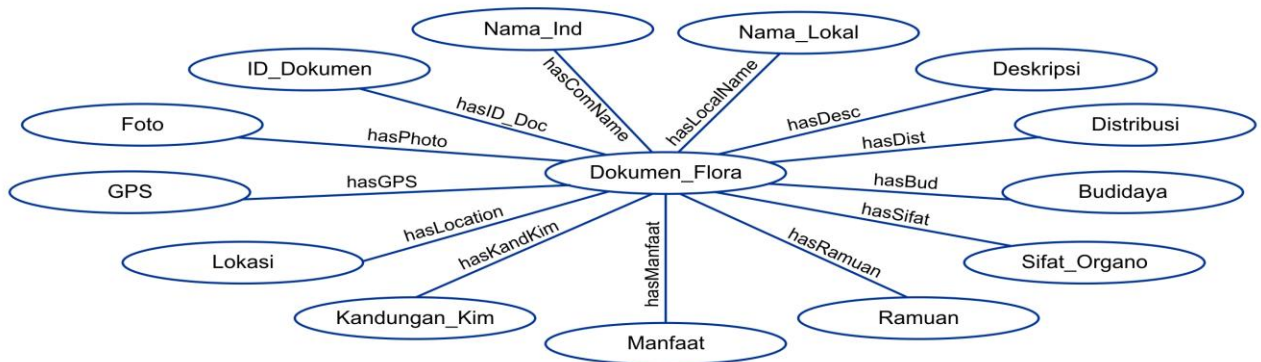 Nama_Ind
Nama_Lokal
ID_Dokumen
Deskripsi
hasComName
hasLocalName
Foto
hasID_Doc
hasDesc
Distribusi
hasPhoto
hasDist
Dokumen_Flora
GPS
hasGPS
hasBud
Budidaya
hasLocation
hasSifat
hasKandKim
hasManfaat
hasRamuan
Lokasi
Sifat_Organo
Kandungan_Kim
Manfaat
Ramuan